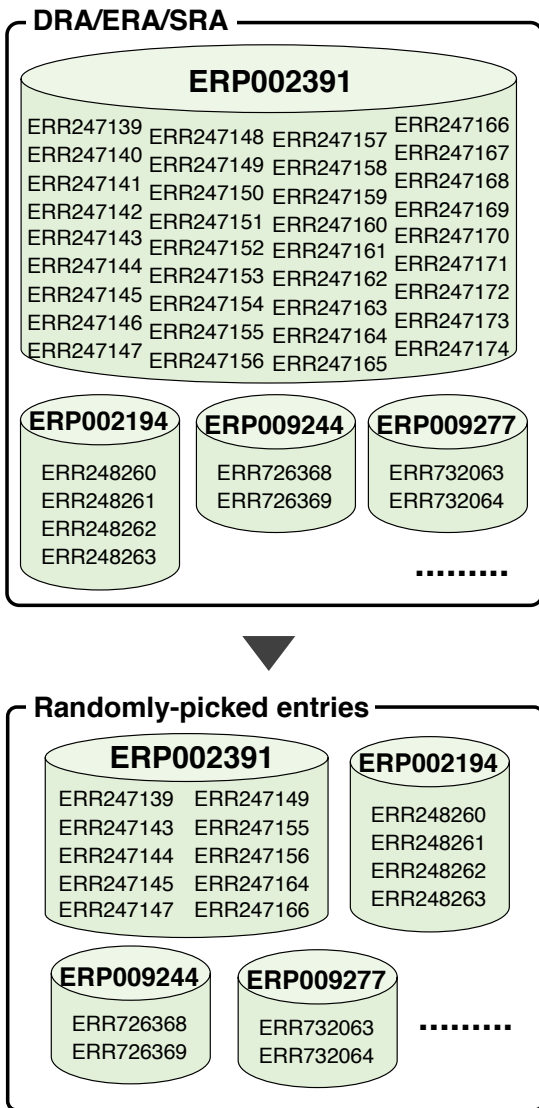 DRA/ERA/SRA
ERP002391
ERR247139
ERR247140
ERR247141
ERR247142
ERR247143
ERR247144
ERR247145
ERR247146
ERR247147
ERR247148
ERR247149
ERR247150
ERR247151
ERR247152
ERR247153
ERR247154
ERR247155
ERR247156
ERR247157
ERR247158
ERR247159
ERR247160
ERR247161
ERR247162
ERR247163
ERR247164
ERR247165
ERR247166
ERR247167
ERR247168
ERR247169
ERR247170
ERR247171
ERR247172
ERR247173
ERR247174
ERP002194
ERR248260
ERR248261
ERR248262
ERR248263
ERP009244
ERR726368
ERR726369
ERP009277
ERR732063
ERR732064
.........
Randomly-picked entries
ERP002391
ERR247139
ERR247143
ERR247144
ERR247145
ERR247147
ERR247149
ERR247155
ERR247156
ERR247164
ERR247166
ERP002194
ERR248260
ERR248261
ERR248262
ERR248263
ERP009244
ERR726368
ERR726369
ERP009277
ERR732063
ERR732064
.........